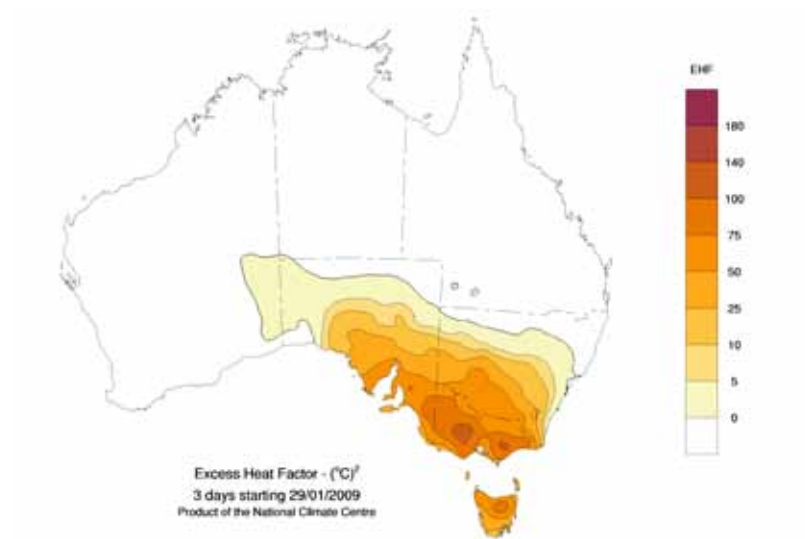 EHF
180
140
100
75
50
25
10
5
0
Excess Heat Factor - (°C)²
3 days starting 29/01/2009
Product of the National Climate Centre